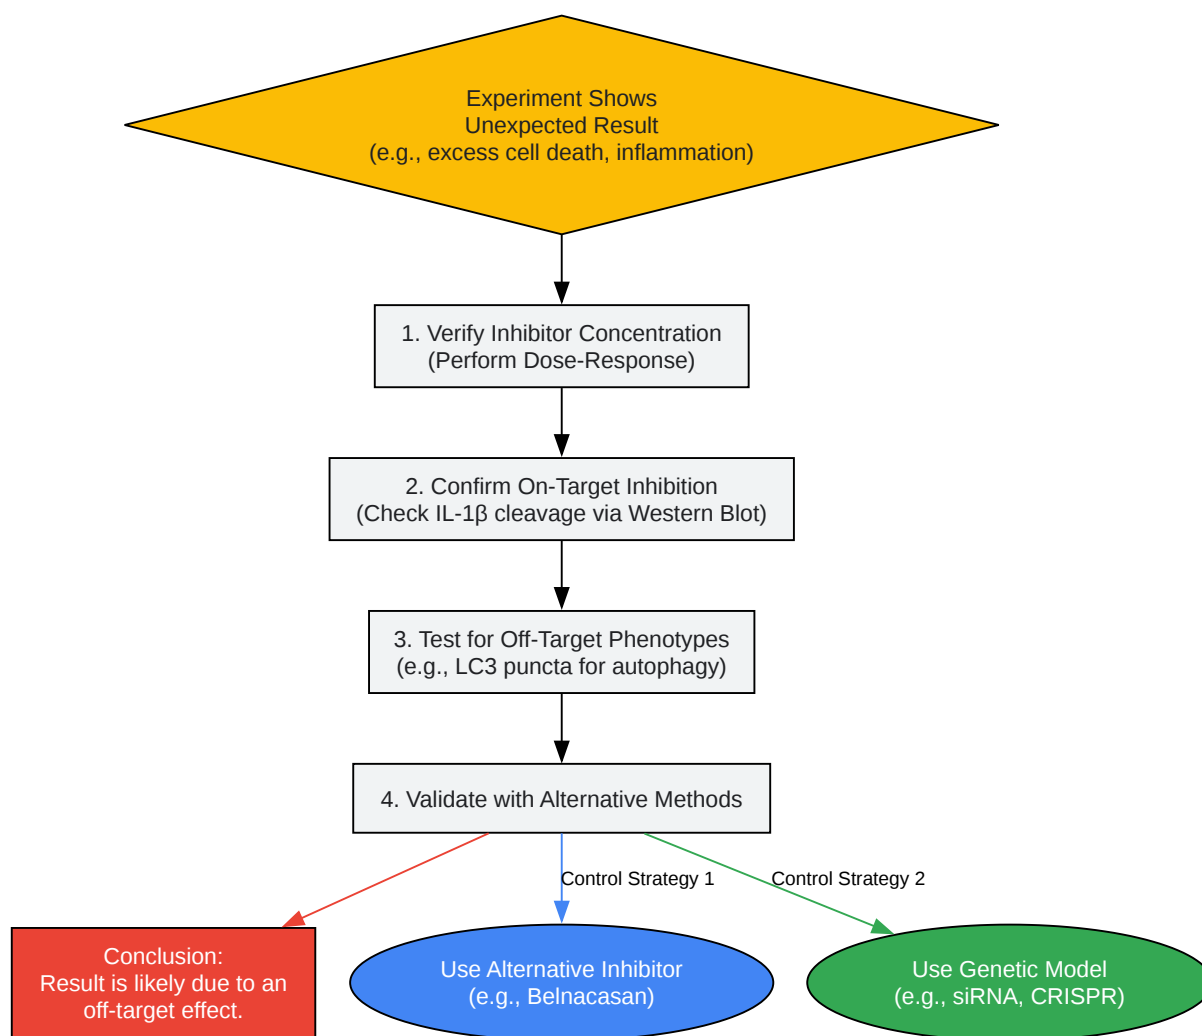 Experiment Shows
Unexpected Result
(e.g., excess cell death, inflammation)
1. Verify Inhibitor Concentration
(Perform Dose-Response)
2. Confirm On-Target Inhibition
(Check IL-1β cleavage via Western Blot)
3. Test for Off-Target Phenotypes
(e.g., LC3 puncta for autophagy)
4. Validate with Alternative Methods
Control Strategy 1
Control Strategy 2
Conclusion:
Result is likely due to an
off-target effect.
Use Alternative Inhibitor
(e.g., Belnacasan)
Use Genetic Model
(e.g., siRNA, CRISPR)